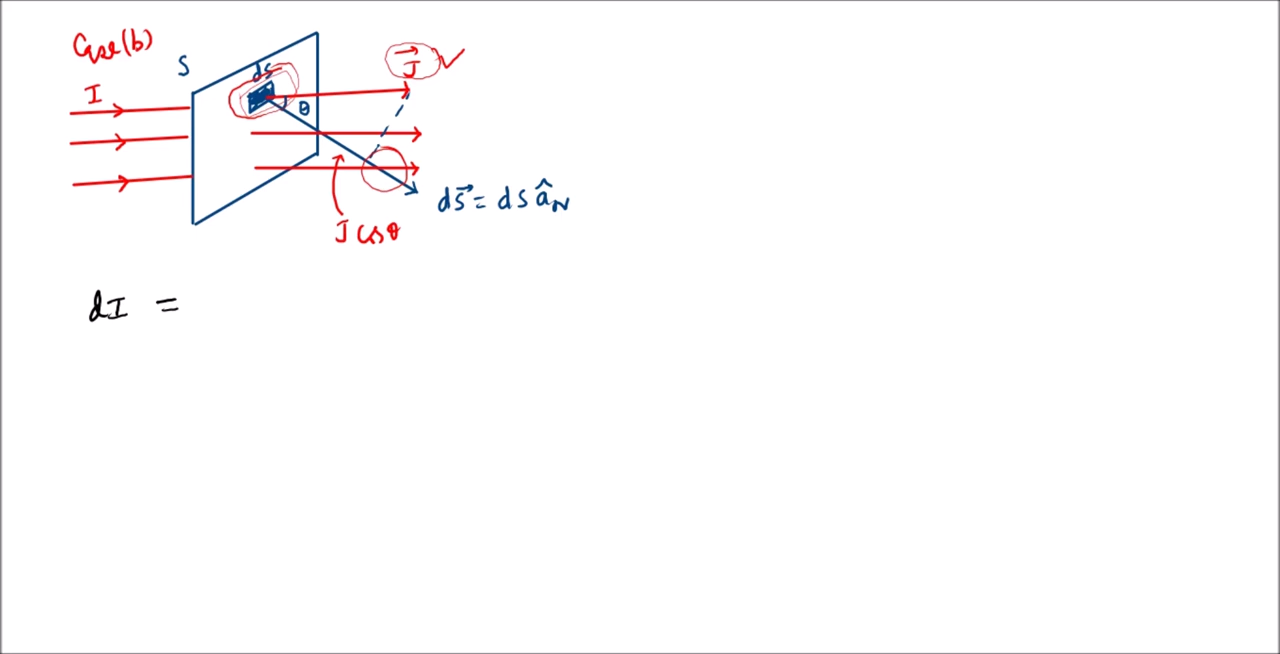 Case(b)
S
ds
J⃗
I
θ
ds⃗ = ds âN
J cosθ
dI =